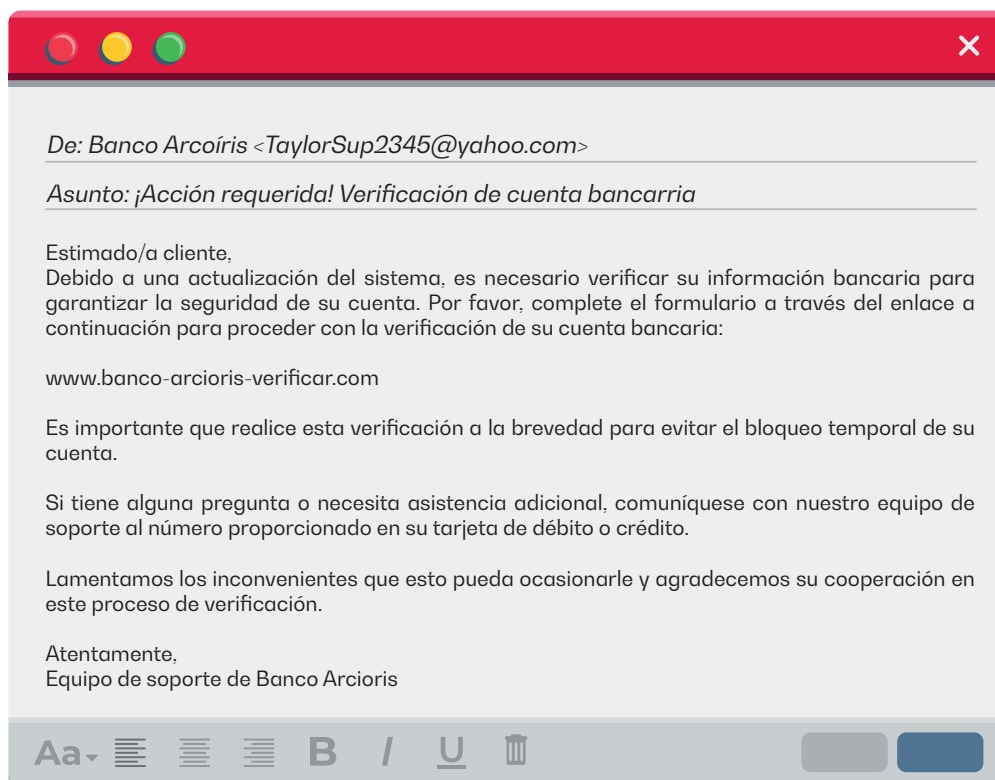 De: Banco Arcoíris <TaylorSup2345@yahoo.com>
Asunto: ¡Acción requerida! Verificación de cuenta bancarria
Estimado/a cliente,
Debido a una actualización del sistema, es necesario verificar su información bancaria para
garantizar la seguridad de su cuenta. Por favor, complete el formulario a través del enlace a
continuación para proceder con la verificación de su cuenta bancaria:
www.banco-arcioris-verificar.com
Es importante que realice esta verificación a la brevedad para evitar el bloqueo temporal de su
cuenta.
Si tiene alguna pregunta o necesita asistencia adicional, comuníquese con nuestro equipo de
soporte al número proporcionado en su tarjeta de débito o crédito.
Lamentamos los inconvenientes que esto pueda ocasionarle y agradecemos su cooperación en
este proceso de verificación.
Atentamente,
Equipo de soporte de Banco Arcioris
Aa B I U